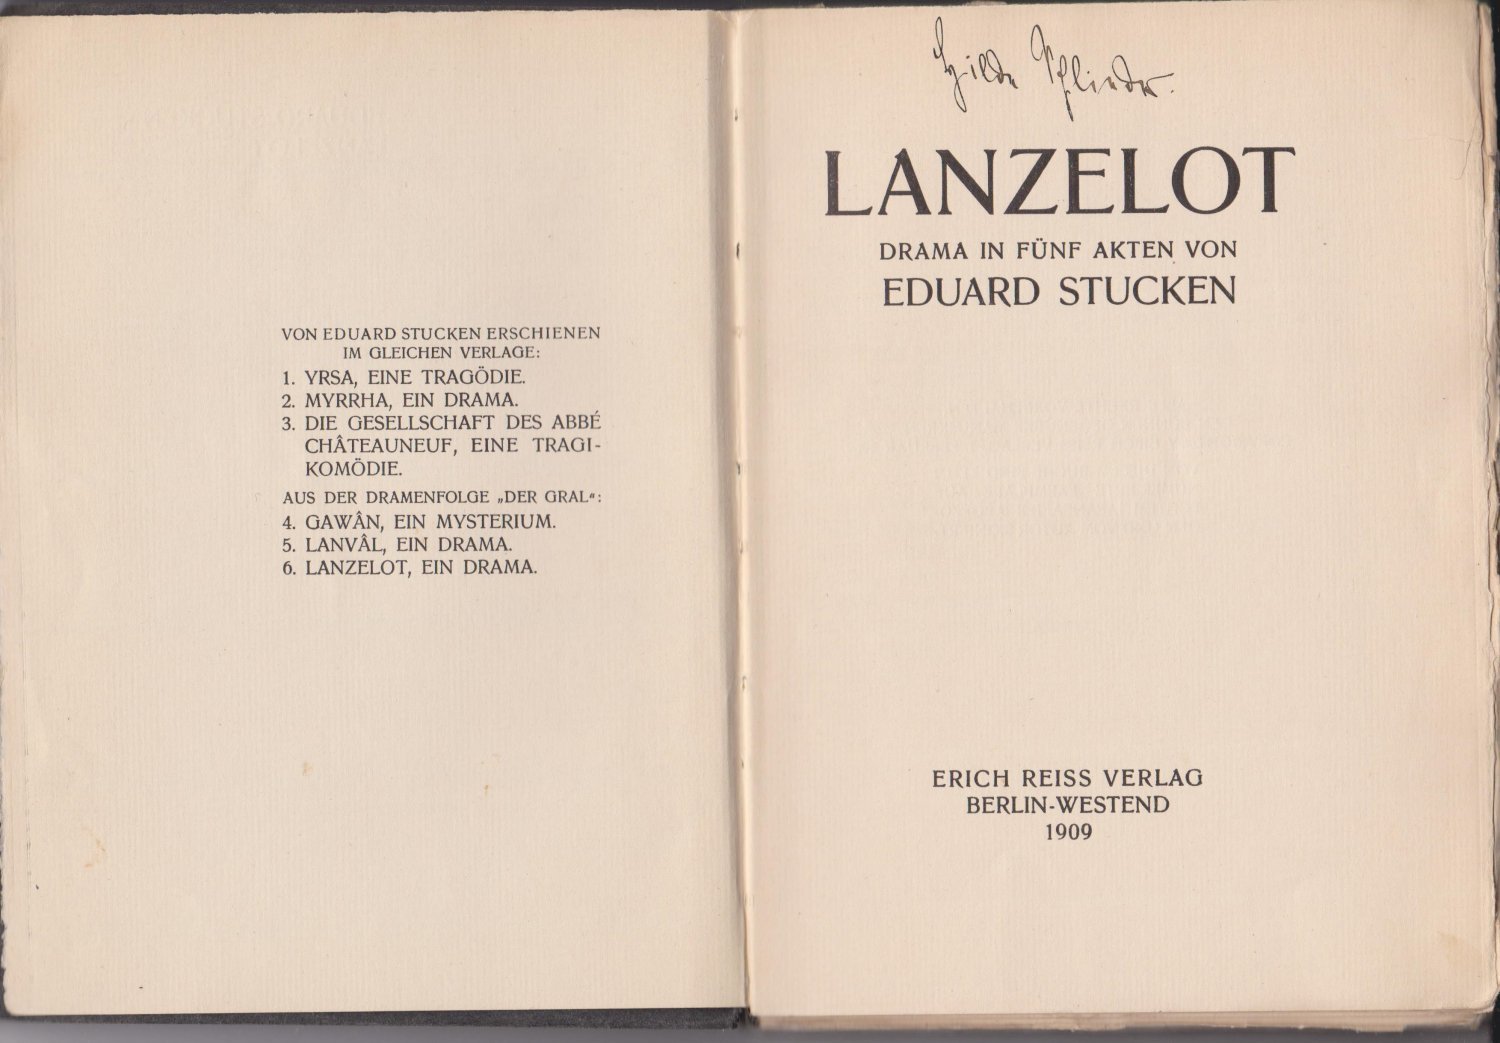 VON EDUARD STUCKEN ERSCHIENEN
IM GLEICHEN VERLAGE:
1. YRSA, EINE TRAGÖDIE.
2. MYRRHA, EIN DRAMA.
3. DIE GESELLSCHAFT DES ABBÉ
CHÂTEAUNEUF, EINE TRAGI-
KOMÖDIE.
AUS DER DRAMENFOLGE „DER GRAL“:
4. GAWÂN, EIN MYSTERIUM.
5. LANVÂL, EIN DRAMA.
6. LANZELOT, EIN DRAMA.
Hilde
LANZELOT
DRAMA IN FÜNF AKTEN VON
EDUARD STUCKEN
ERICH REISS VERLAG
BERLIN-WESTEND
1909